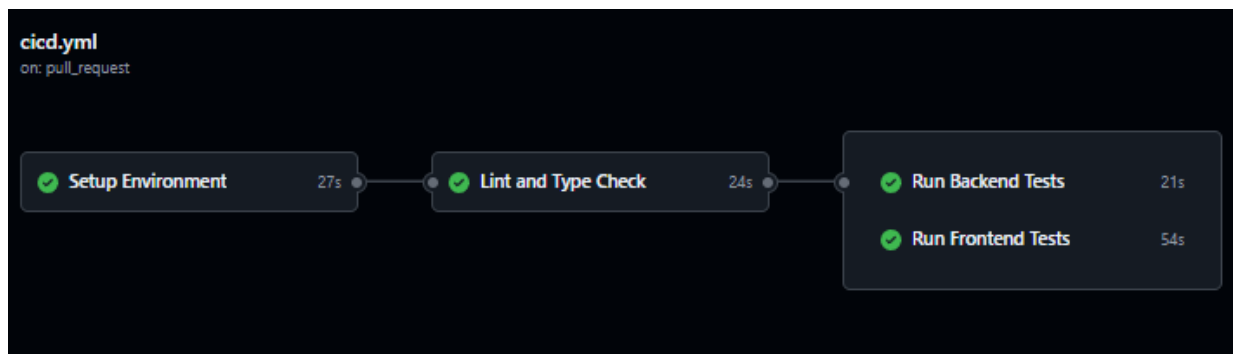 cicd.yml
on: pull_request
Setup Environment 27s
Lint and Type Check 24s
Run Backend Tests 21s
Run Frontend Tests 54s